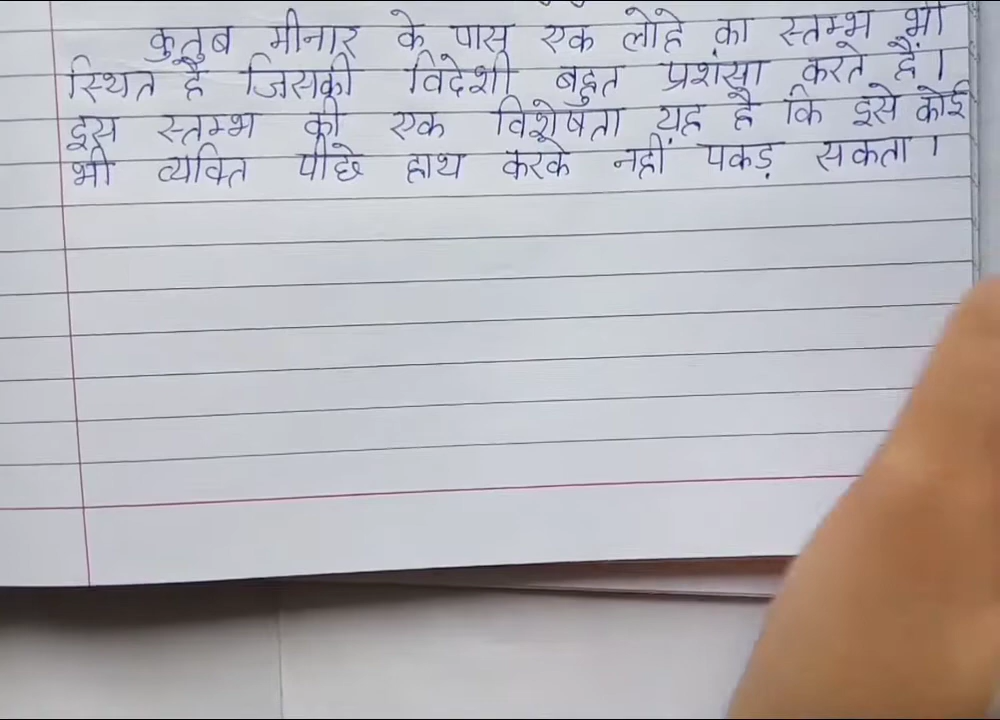 कुतुब मीनार के पास एक लोहे का स्तम्भ भी
स्थित है जिसकी विदेशी बहुत प्रशंसा करते हैं।
इस स्तम्भ की एक विशेषता यह है कि इसे कोई
भी व्यक्ति पीछे हाथ करके नहीं पकड़ सकता।